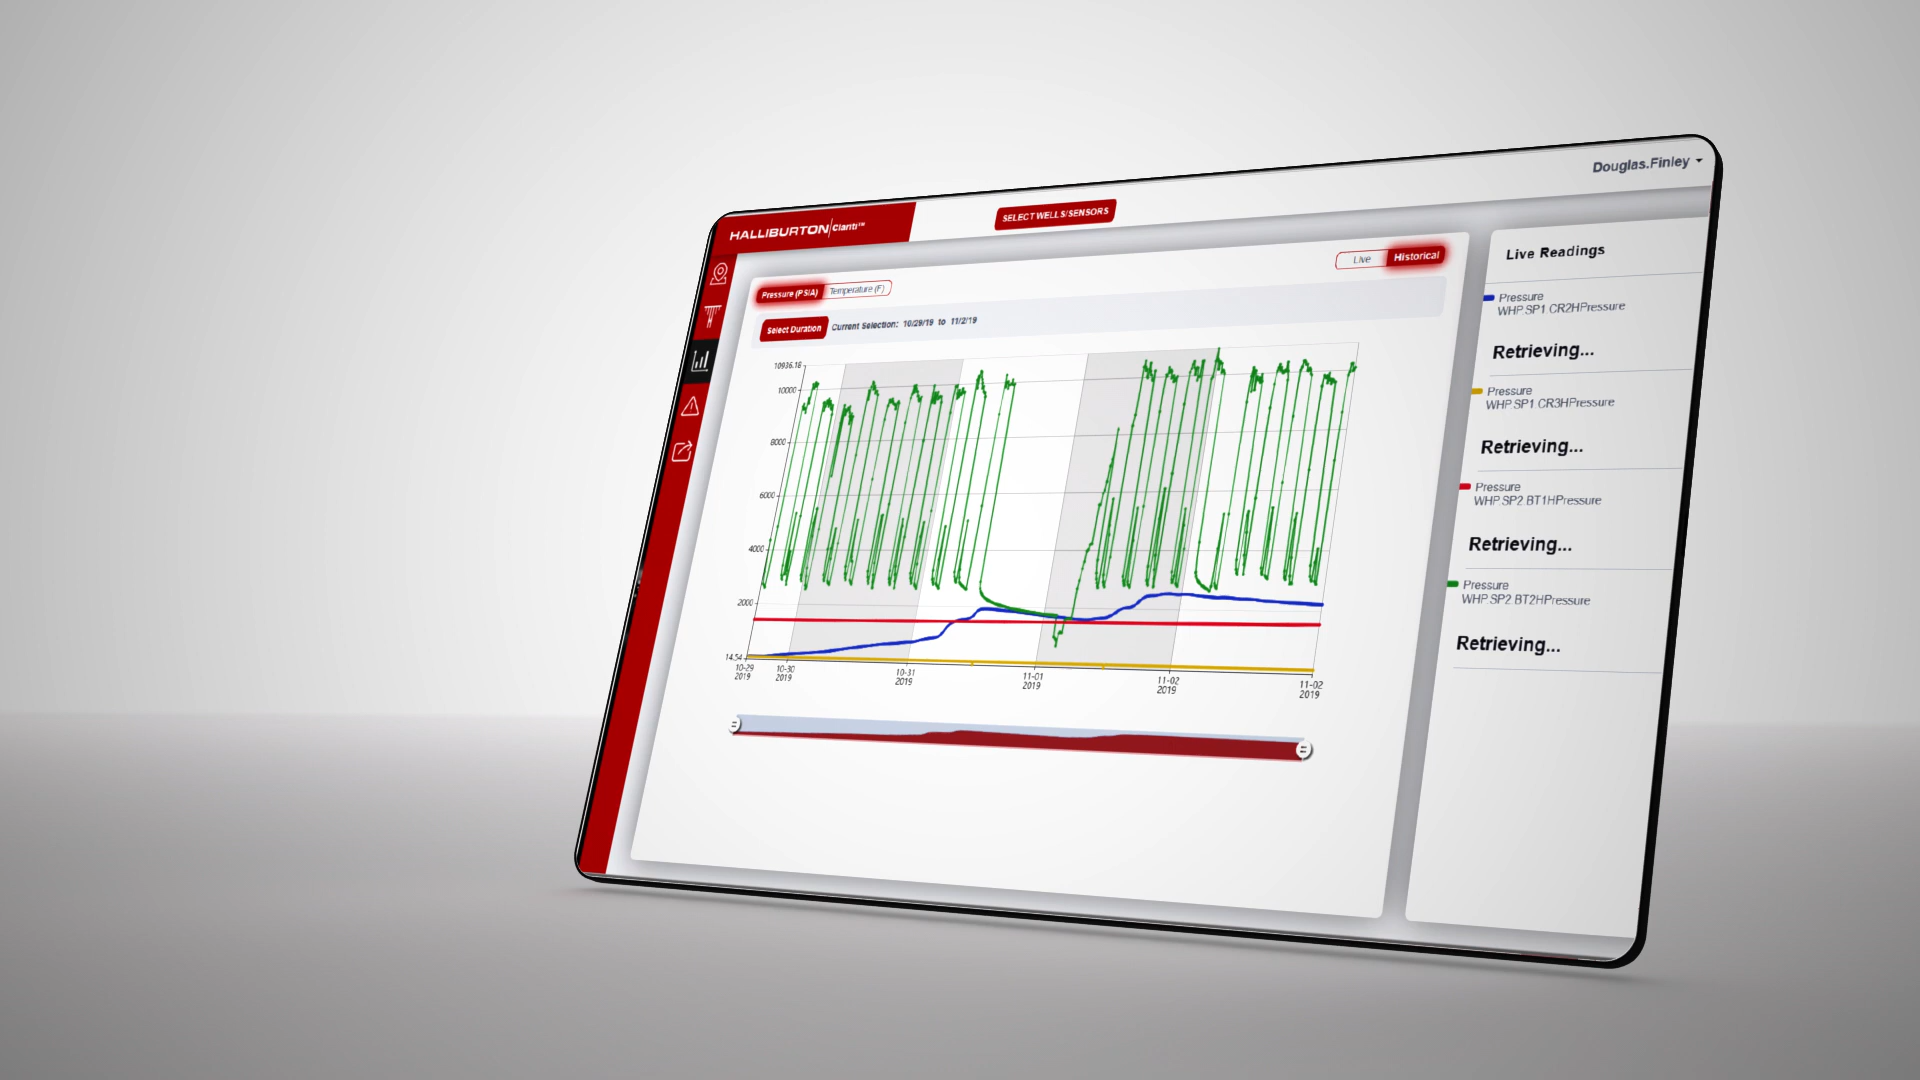 Douglas.Finley
HALLIBURTON Clariti™
SELECT WELLS/SENSORS
Live Historical
Pressure (PSIA) Temperature (F)
Select Duration Current Selection: 10/29/19 to 11/2/19
10936.18
10000
8000
6000
4000
2000
14.54
10-29
2019
10-30
2019
10-31
2019
11-01
2019
11-02
2019
11-02
2019
Live Readings
Pressure
WHP.SP1.CR2HPressure
Retrieving...
Pressure
WHP.SP1.CR3HPressure
Retrieving...
Pressure
WHP.SP2.BT1HPressure
Retrieving...
Pressure
WHP.SP2.BT2HPressure
Retrieving...